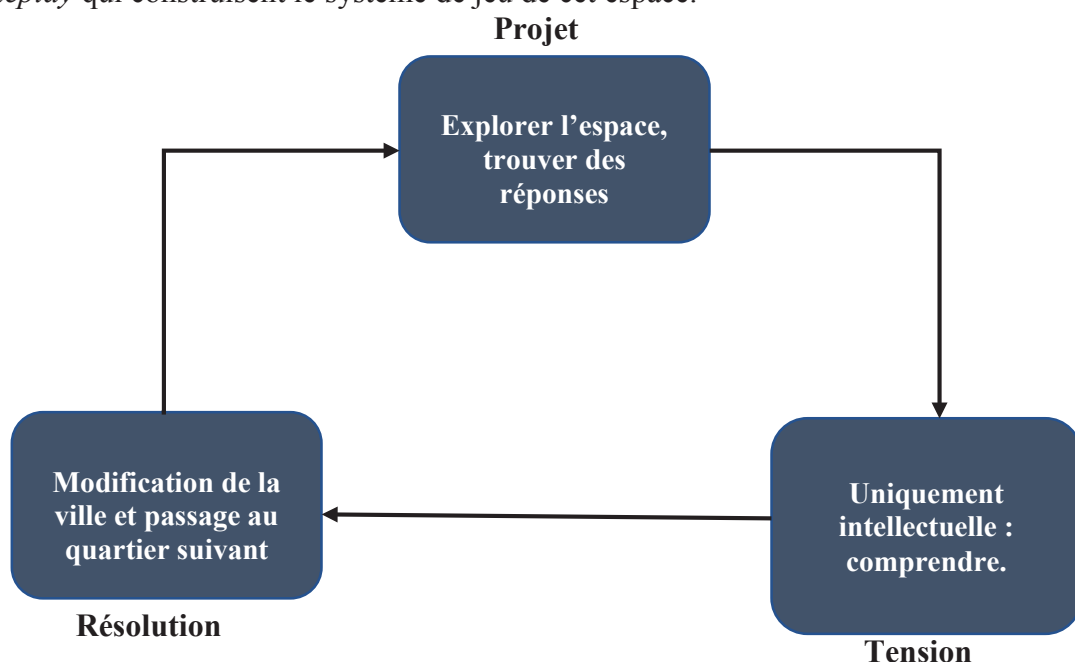 qui construisent le système de jeu de cet espace.
Projet
Explorer l’espace,
trouver des
réponses
Uniquement
intellectuelle :
comprendre.
Tension
Modification de la
ville et passage au
quartier suivant
Résolution